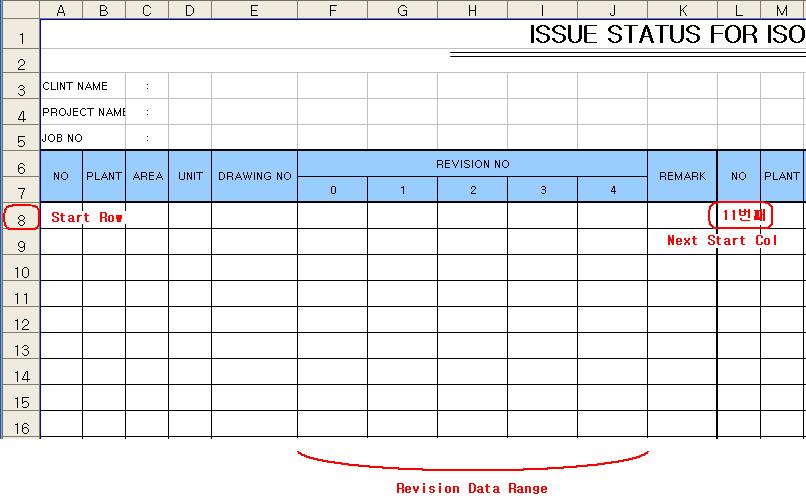 A B C D E F G H I J K L M
1 ISSUE STATUS FOR ISO
2
3 CLINT NAME :
4 PROJECT NAME :
5 JOB NO :
6 NO PLANT AREA UNIT DRAWING NO REVISION NO REMARK NO PLANT
7 0 1 2 3 4
8 Start Row 11번째
9 Next Start Col
10
11
12
13
14
15
16
Revision Data Range